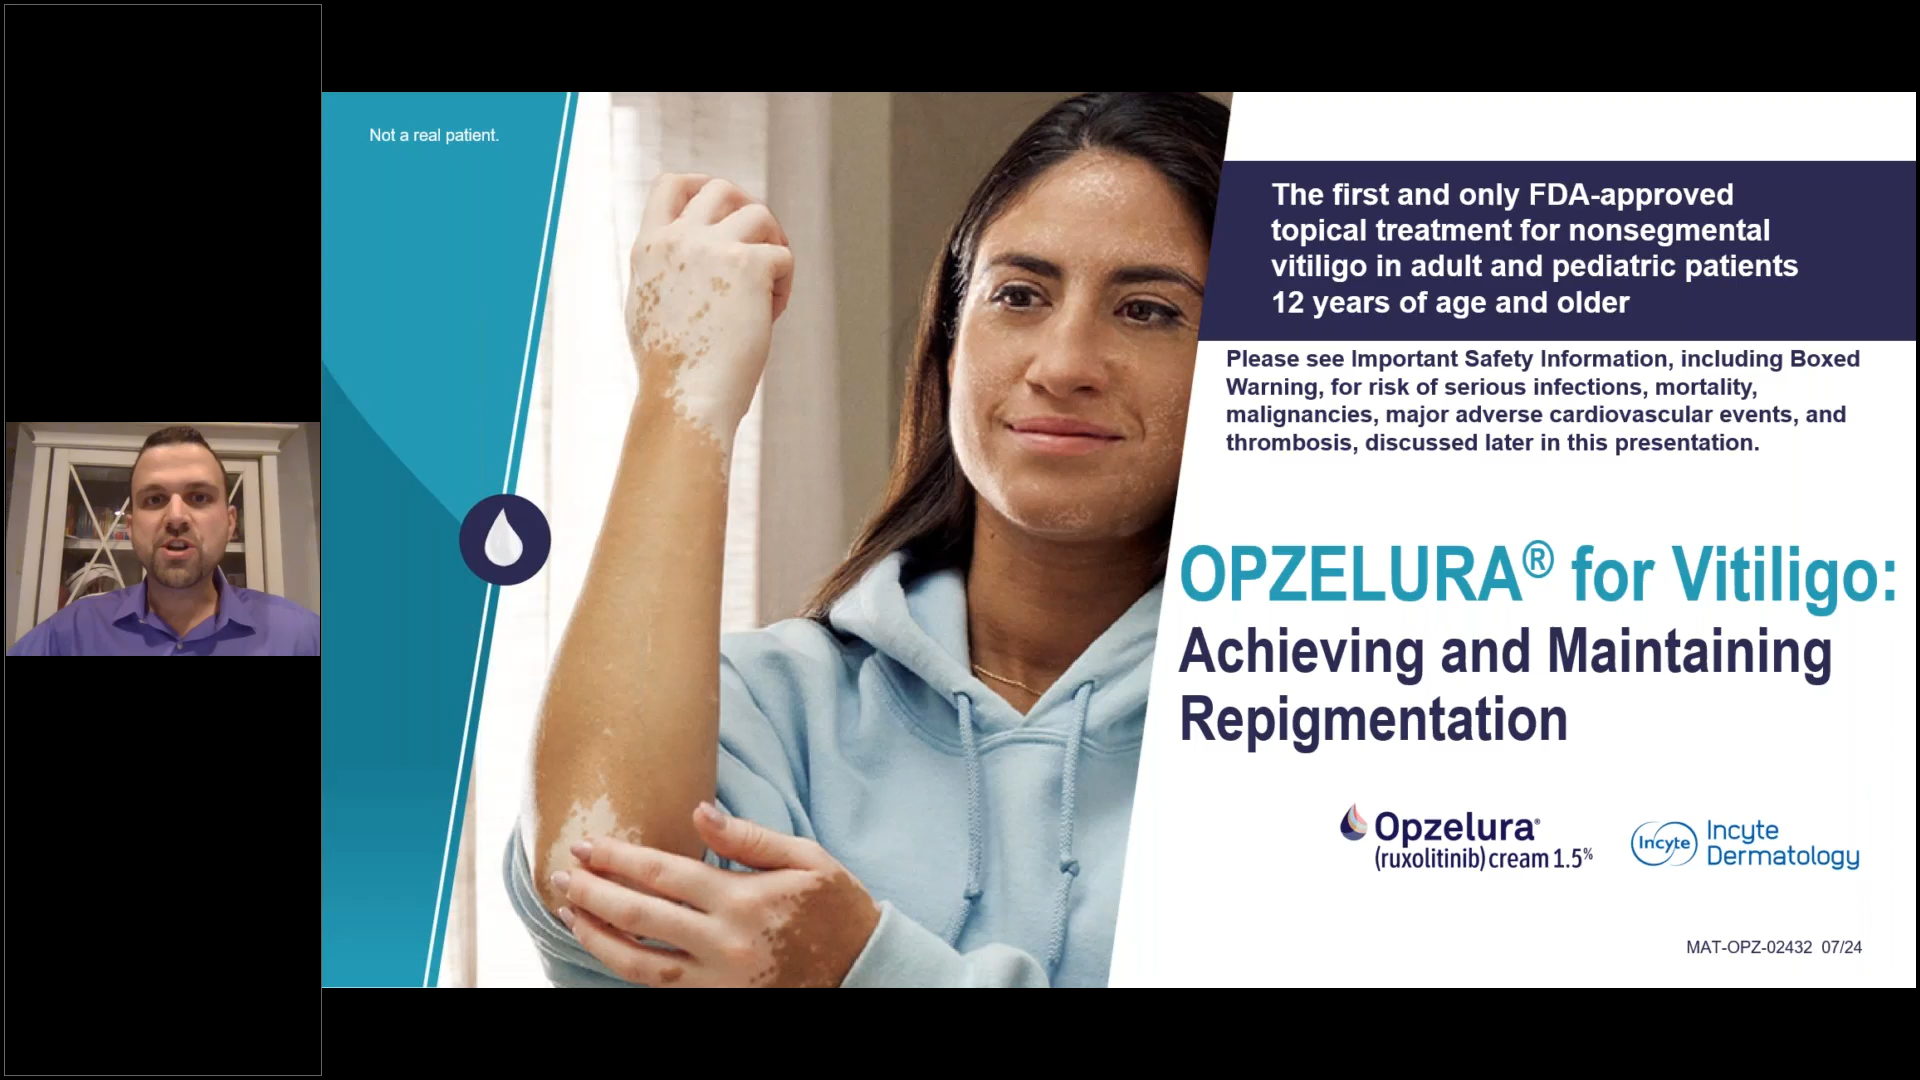 Not a real patient.
The first and only FDA-approved
topical treatment for nonsegmental
vitiligo in adult and pediatric patients
12 years of age and older
Please see Important Safety Information, including Boxed
Warning, for risk of serious infections, mortality,
malignancies, major adverse cardiovascular events, and
thrombosis, discussed later in this presentation.
OPZELURA® for Vitiligo:
Achieving and Maintaining
Repigmentation
Opzelura®
(ruxolitinib) cream 1.5%
Incyte
Incyte
Dermatology
MAT-OPZ-02432 07/24